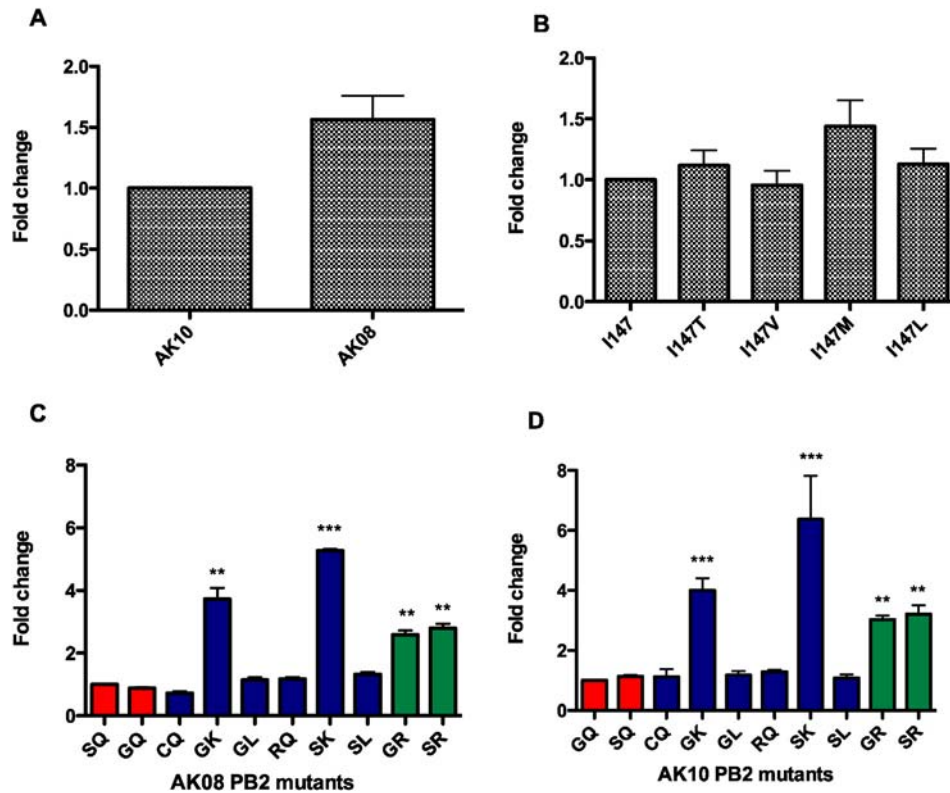 A
Fold change
2.0
1.5
1.0
0.5
0.0
AK10
AK08
B
Fold change
2.0
1.5
1.0
0.5
0.0
I147
I147T
I147V
I147M
I147L
C
Fold change
8
6
4
2
0
**
***
**
**
SQ
GQ
CQ
GK
GL
RQ
SK
SL
GR
SR
AK08 PB2 mutants
D
Fold change
8
6
4
2
0
***
***
**
**
GQ
SQ
CQ
GK
GL
RQ
SK
SL
GR
SR
AK10 PB2 mutants